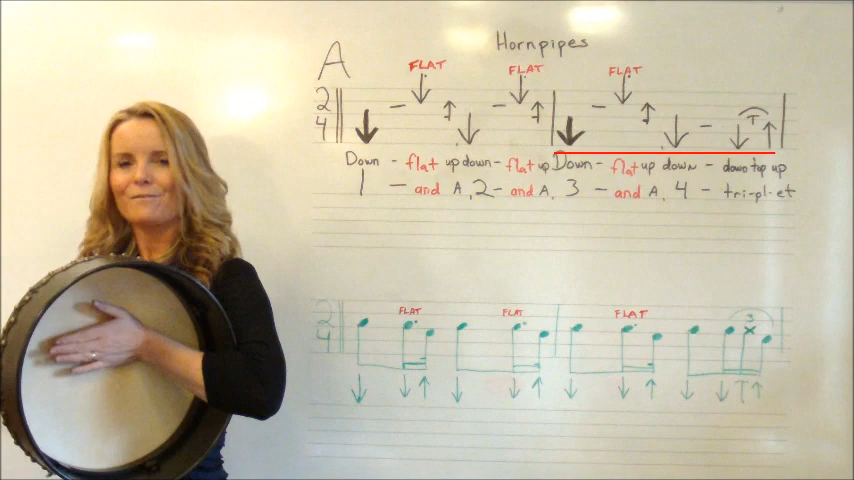 Hornpipes
A
FLAT FLAT FLAT
2
4
T
Down - flat up down - flat up Down - flat up down - down top up
1 - and A, 2 - and A, 3 - and A, 4 - tri-pl-et
FLAT FLAT FLAT 3
2
4
T